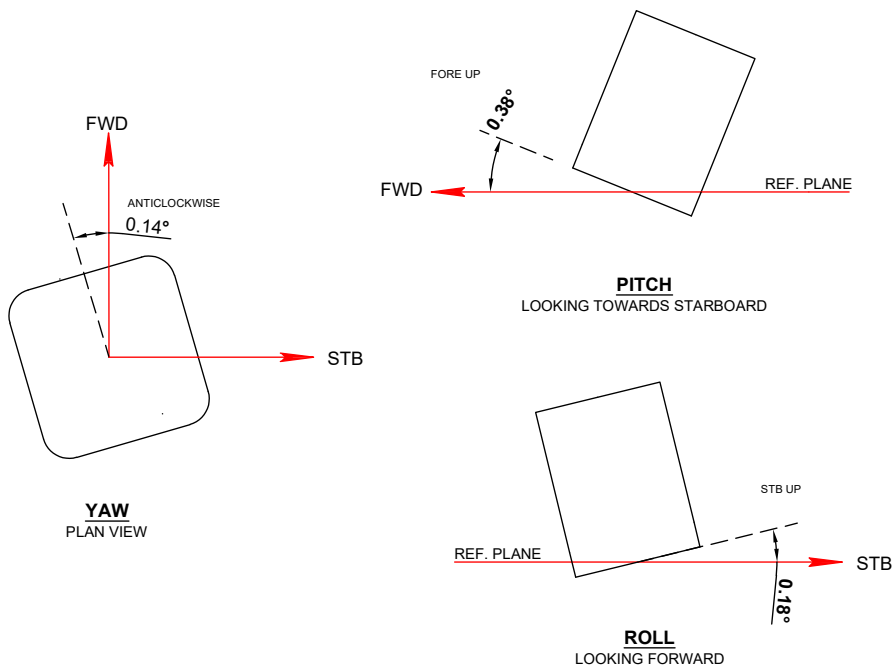 FWD
ANTICLOCKWISE
0.14°
STB
YAW
PLAN VIEW
FORE UP
0.38°
FWD
REF. PLANE
PITCH
LOOKING TOWARDS STARBOARD
STB UP
REF. PLANE
STB
0.18°
ROLL
LOOKING FORWARD